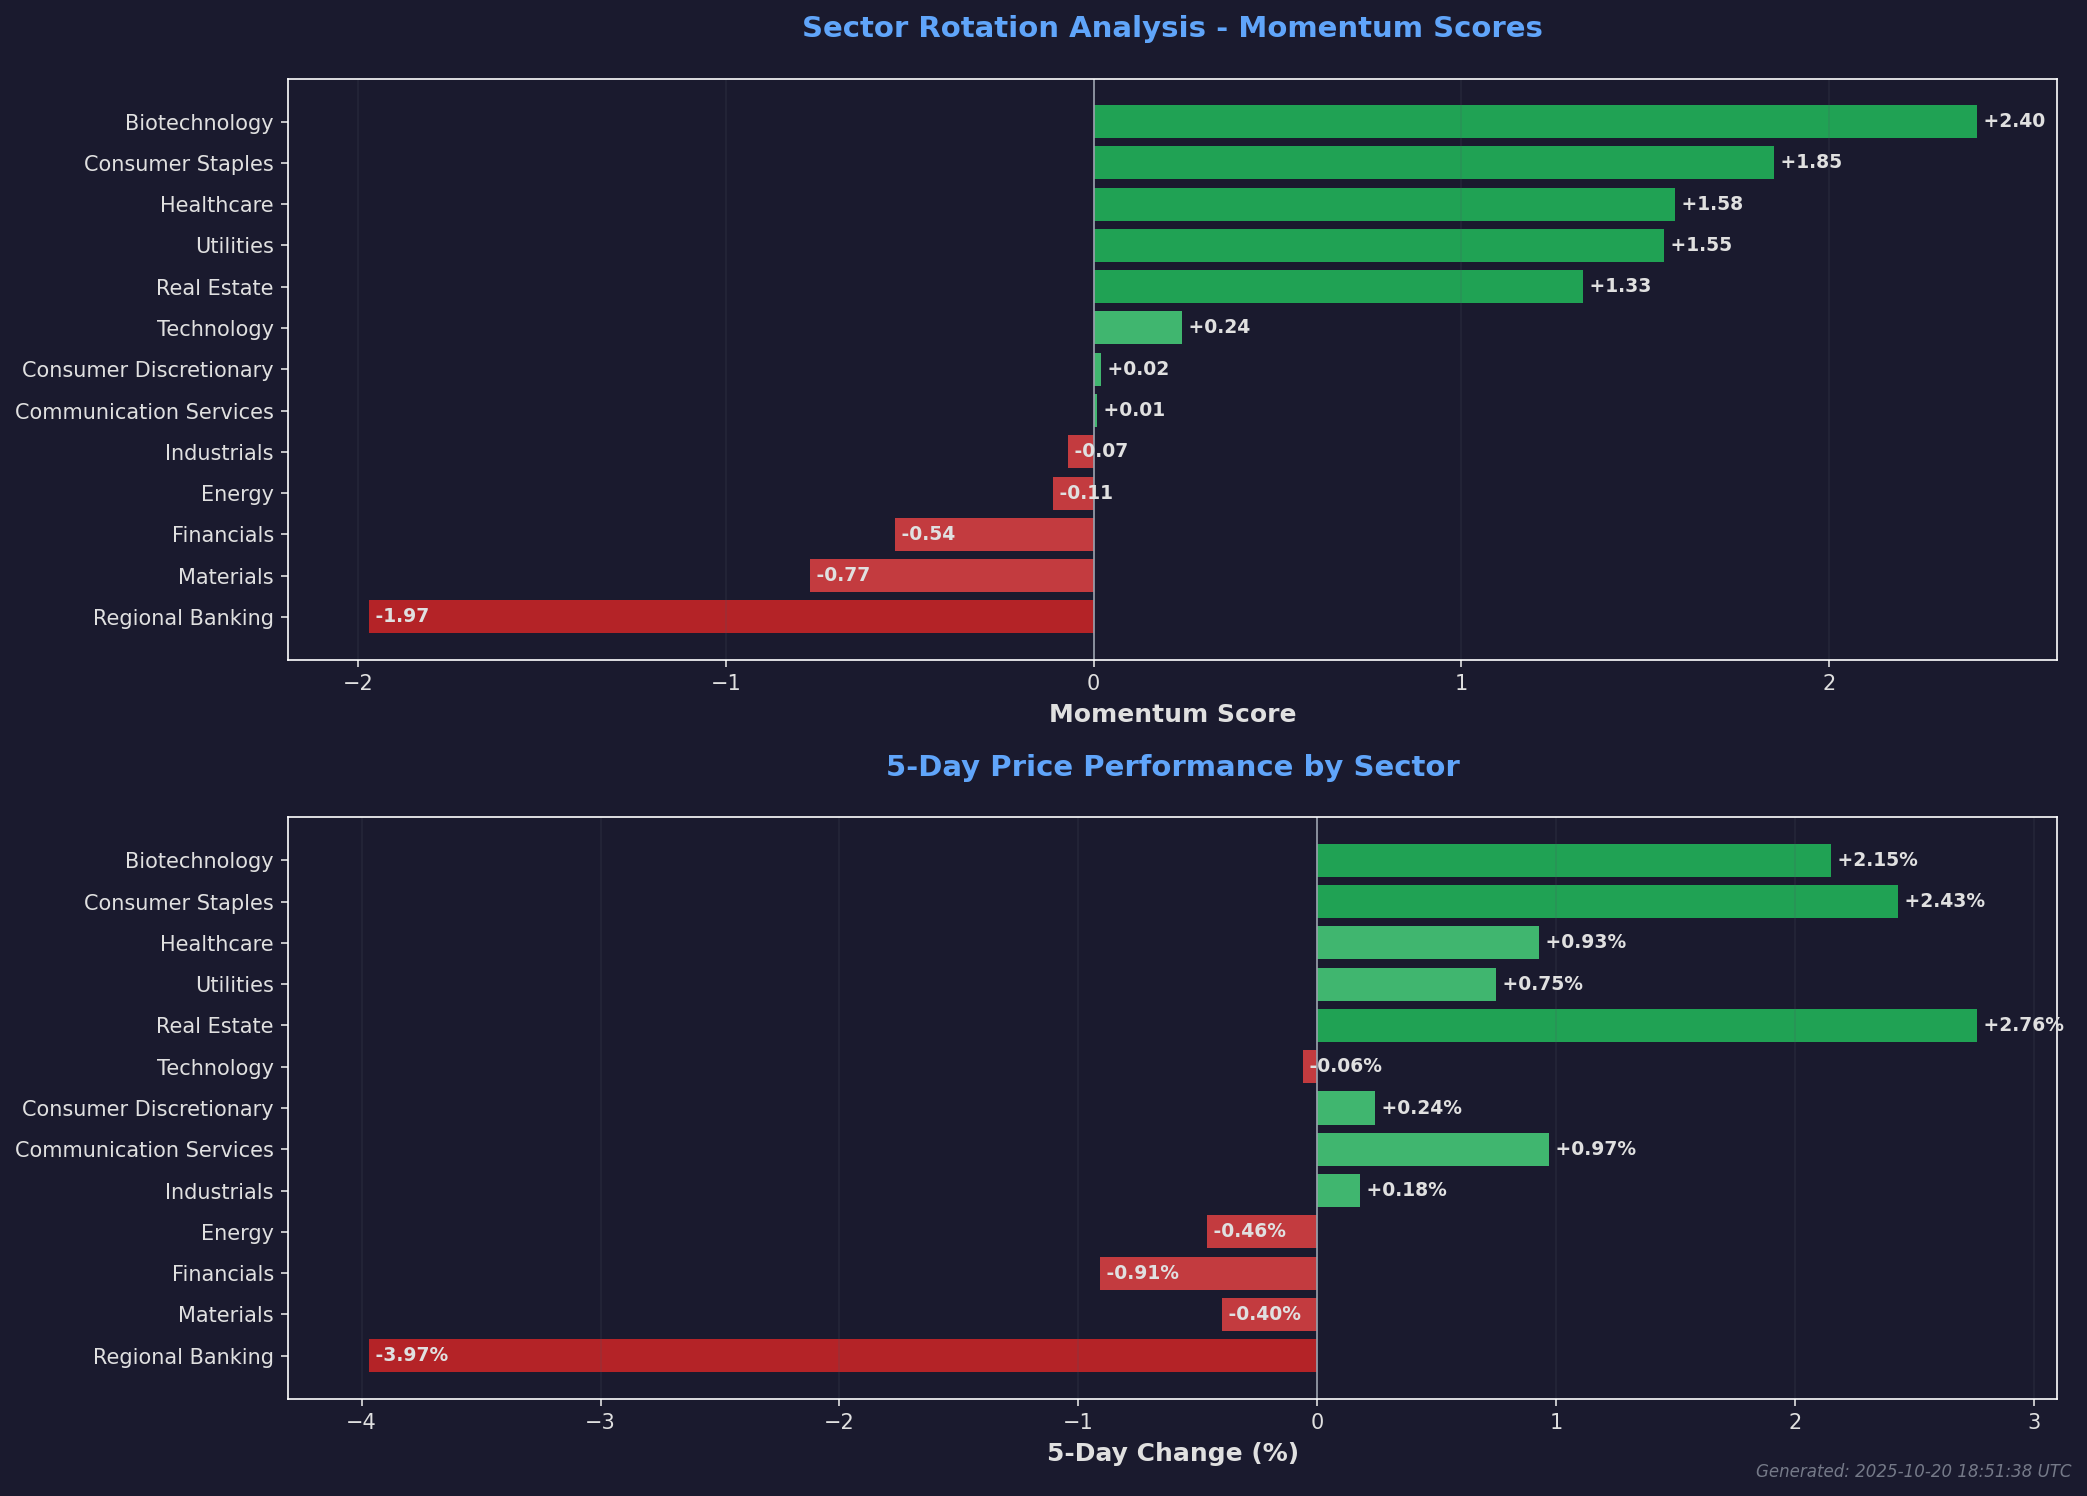 Sector Rotation Analysis - Momentum Scores
Biotechnology +2.40
Consumer Staples +1.85
Healthcare +1.58
Utilities +1.55
Real Estate +1.33
Technology +0.24
Consumer Discretionary +0.02
Communication Services +0.01
Industrials -0.07
Energy -0.11
Financials -0.54
Materials -0.77
Regional Banking -1.97
−2 −1 0 1 2
Momentum Score
5-Day Price Performance by Sector
Biotechnology +2.15%
Consumer Staples +2.43%
Healthcare +0.93%
Utilities +0.75%
Real Estate +2.76%
Technology -0.06%
Consumer Discretionary +0.24%
Communication Services +0.97%
Industrials +0.18%
Energy -0.46%
Financials -0.91%
Materials -0.40%
Regional Banking -3.97%
−4 −3 −2 −1 0 1 2 3
5-Day Change (%)
Generated: 2025-10-20 18:51:38 UTC